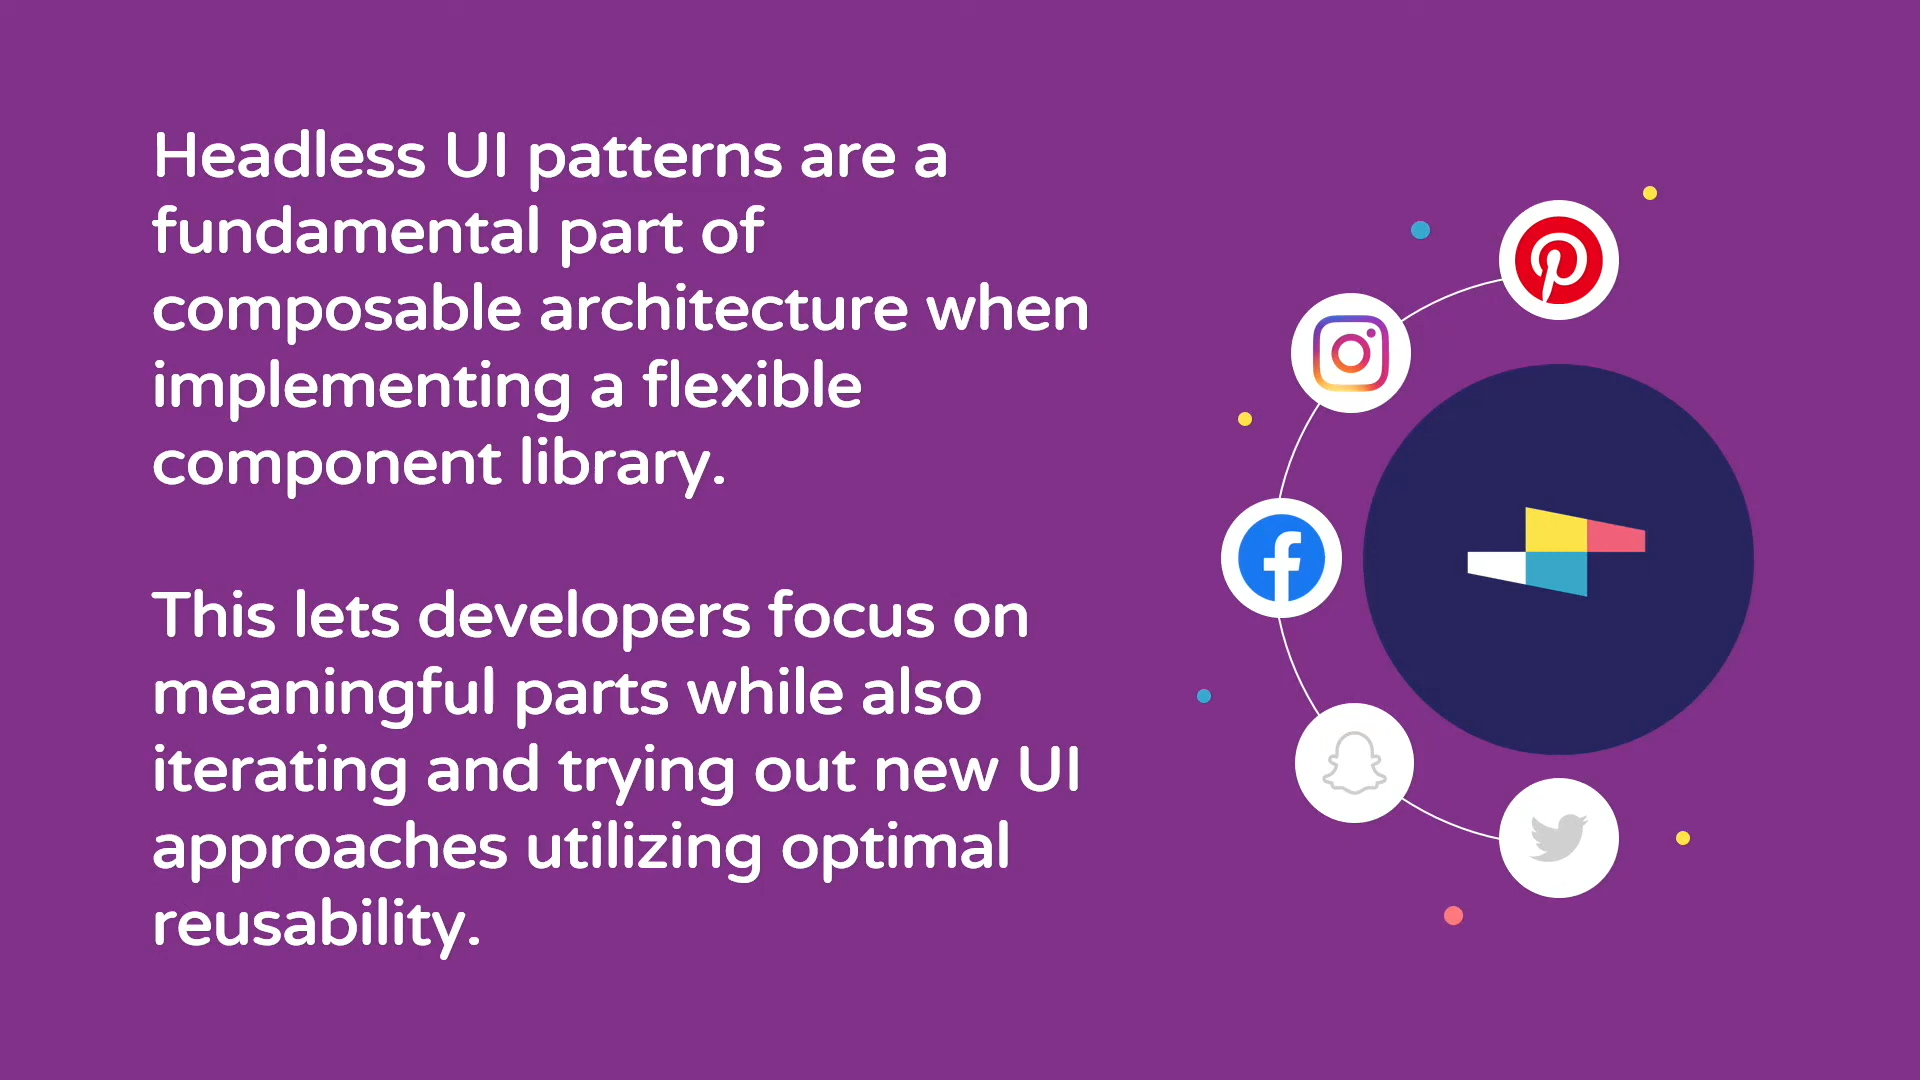 Headless UI patterns are a
fundamental part of
composable architecture when
implementing a flexible
component library.
This lets developers focus on
meaningful parts while also
iterating and trying out new UI
approaches utilizing optimal
reusability.